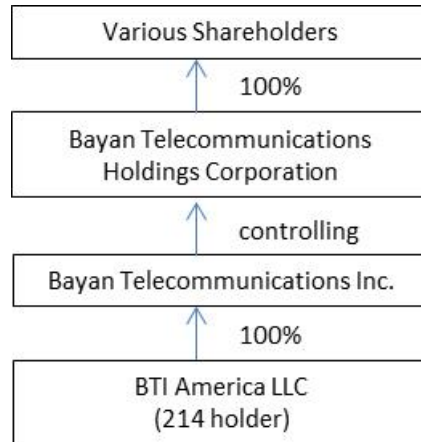 Various Shareholders
100%
Bayan Telecommunications
Holdings Corporation
controlling
Bayan Telecommunications Inc.
100%
BTI America LLC
(214 holder)